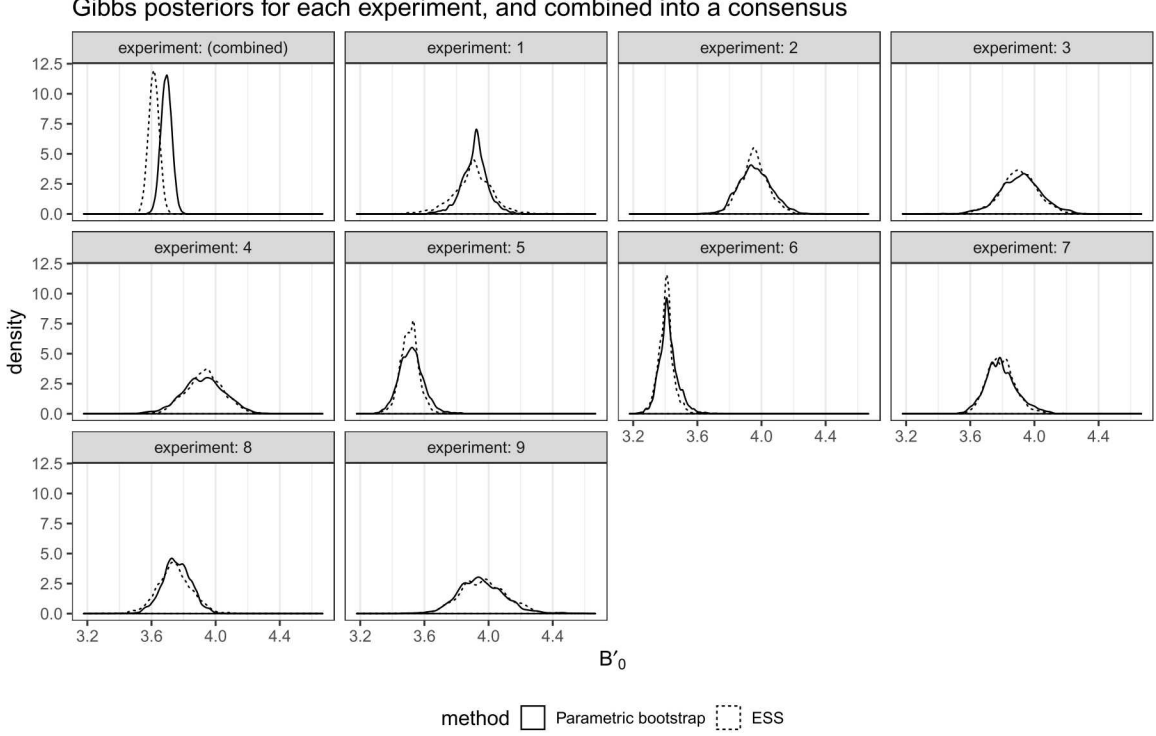 Gibbs posteriors for each experiment, and combined into a consensus
experiment: (combined)
experiment: 1
experiment: 2
experiment: 3
12.5
10.0
7.5
5.0
2.5
0.0
experiment: 4
experiment: 5
experiment: 6
experiment: 7
12.5
10.0
7.5
5.0
2.5
0.0
density
3.2 3.6 4.0 4.4
3.2 3.6 4.0 4.4
experiment: 8
experiment: 9
12.5
10.0
7.5
5.0
2.5
0.0
3.2 3.6 4.0 4.4
3.2 3.6 4.0 4.4
B′₀
method Parametric bootstrap ESS